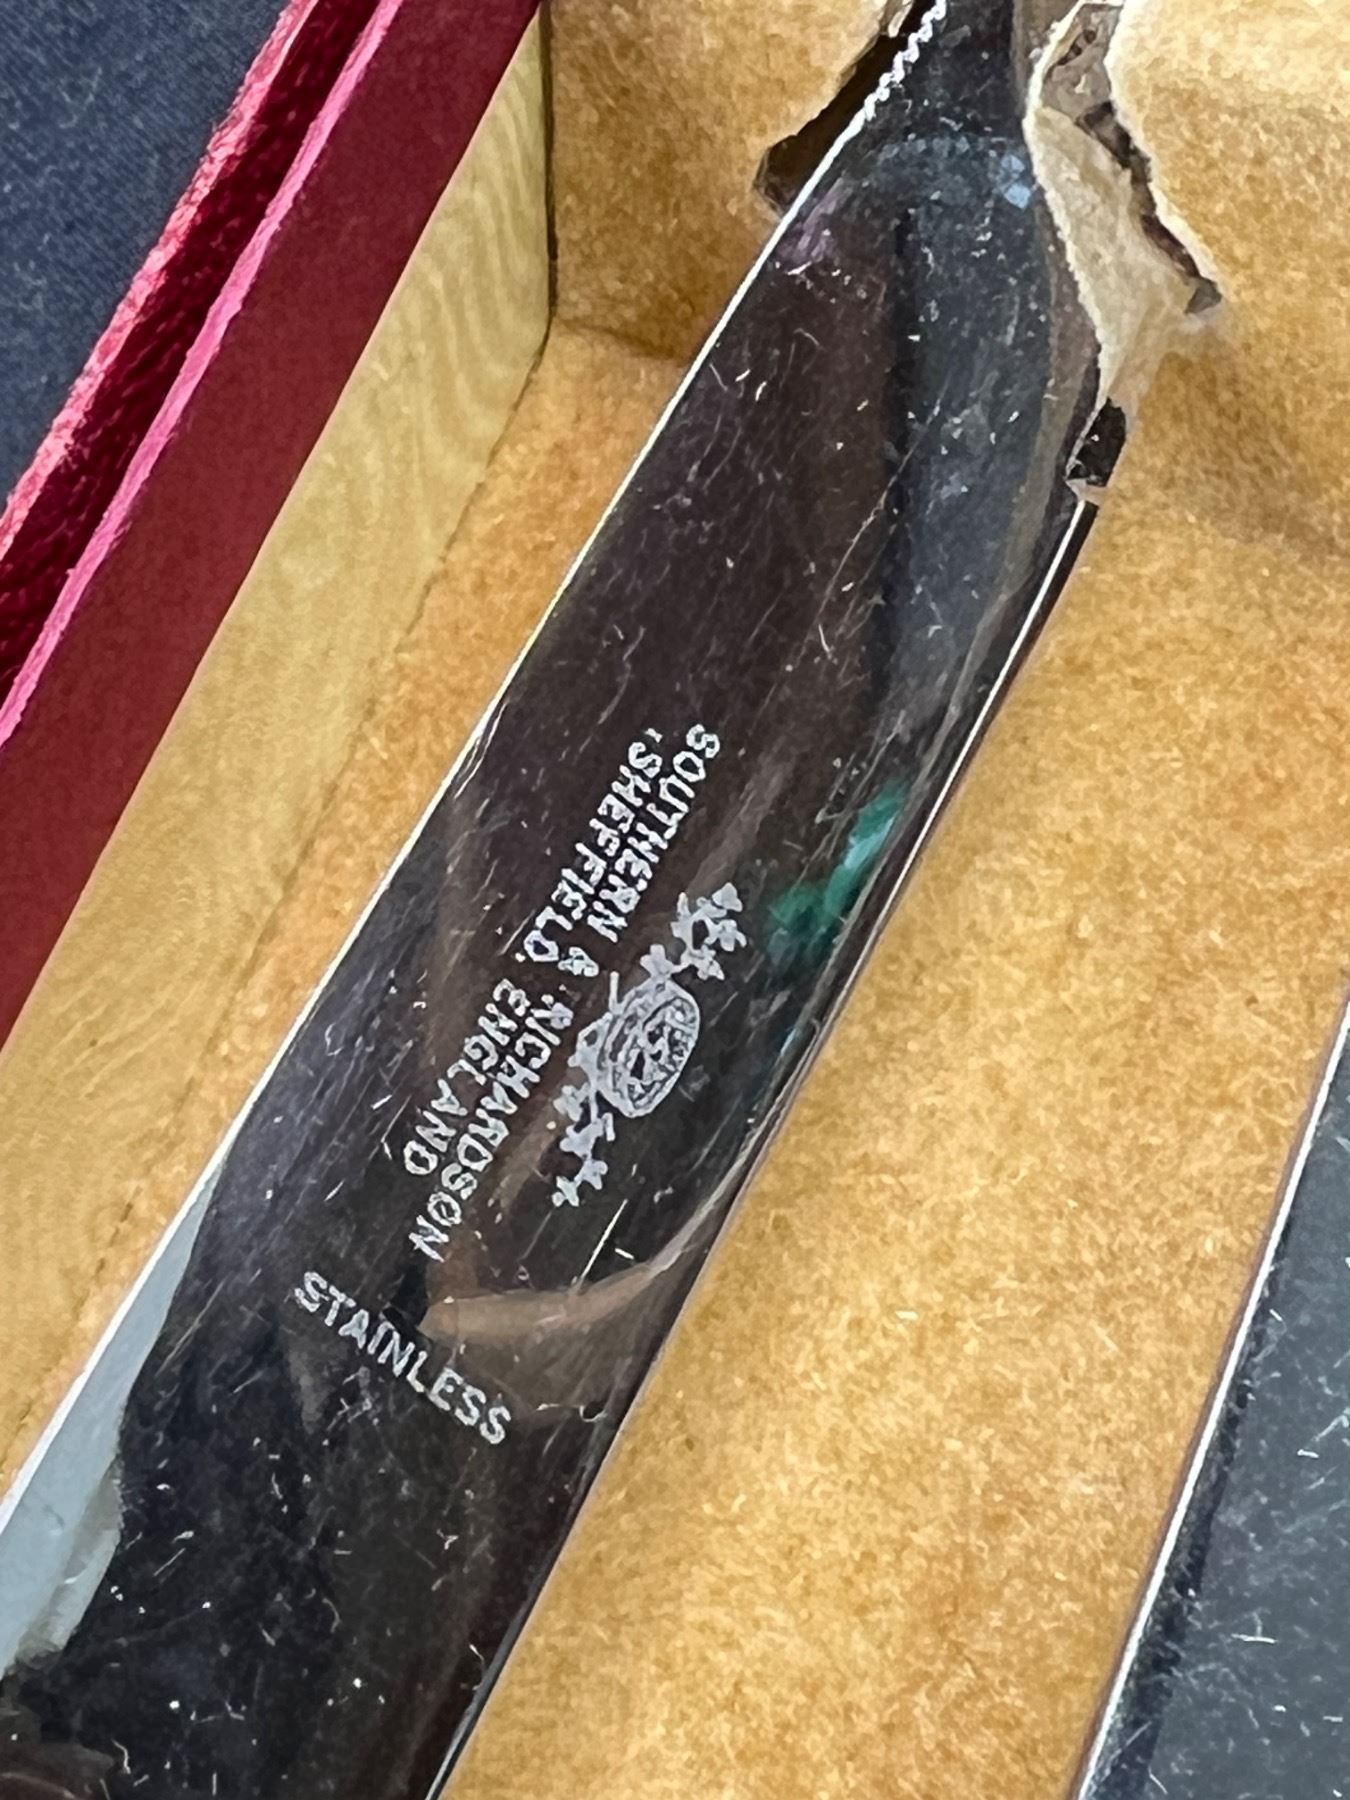 SOUTHERN & RICHARDSON
SHEFFIELD. ENGLAND
STAINLESS